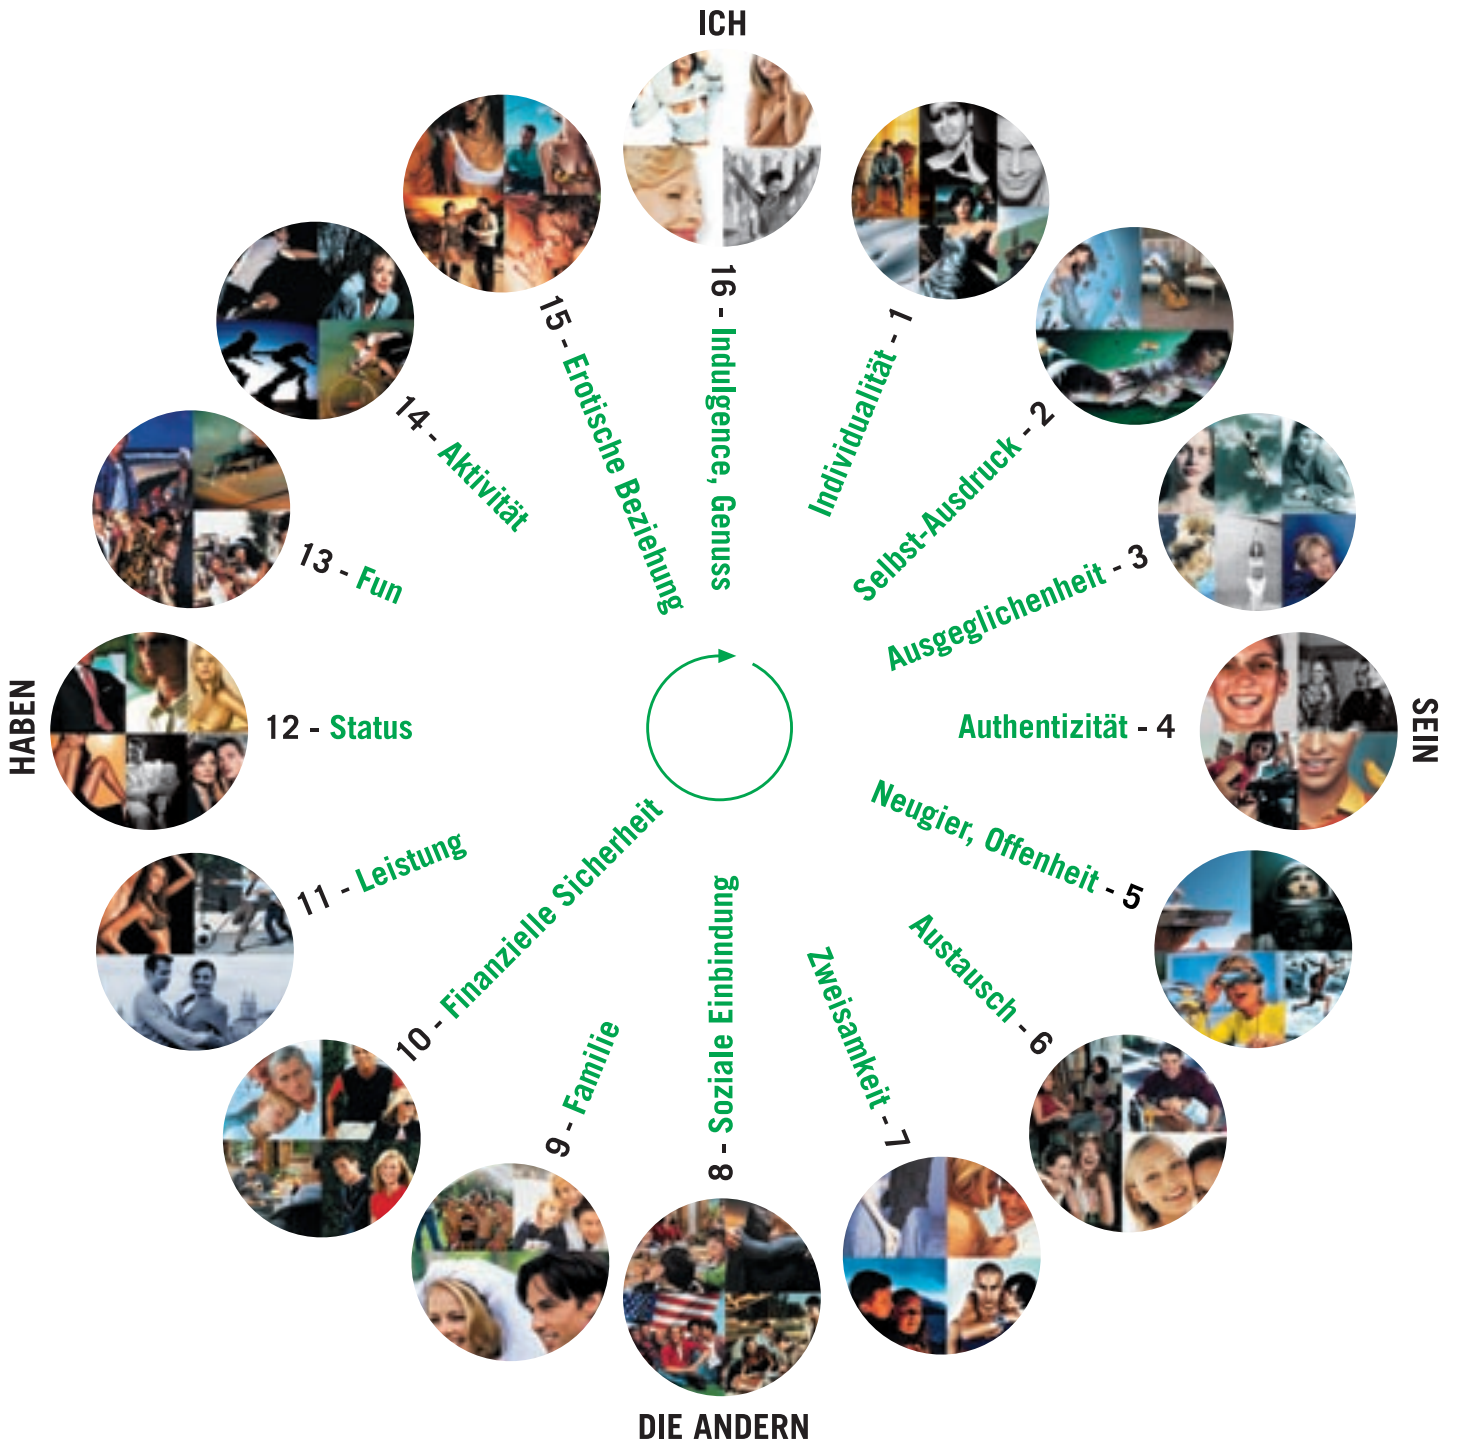 ICH
Individualität - 1
Selbst-Ausdruck - 2
Ausgeglichenheit - 3
Authentizität - 4
SEIN
Neugier, Offenheit - 5
Austausch - 6
Zweisamkeit - 7
8 - Soziale Einbindung
DIE ANDERN
9 - Familie
10 - Finanzielle Sicherheit
11 - Leistung
12 - Status
HABEN
13 - Fun
14 - Aktivität
15 - Erotische Beziehung
16 - Indulgence, Genuss